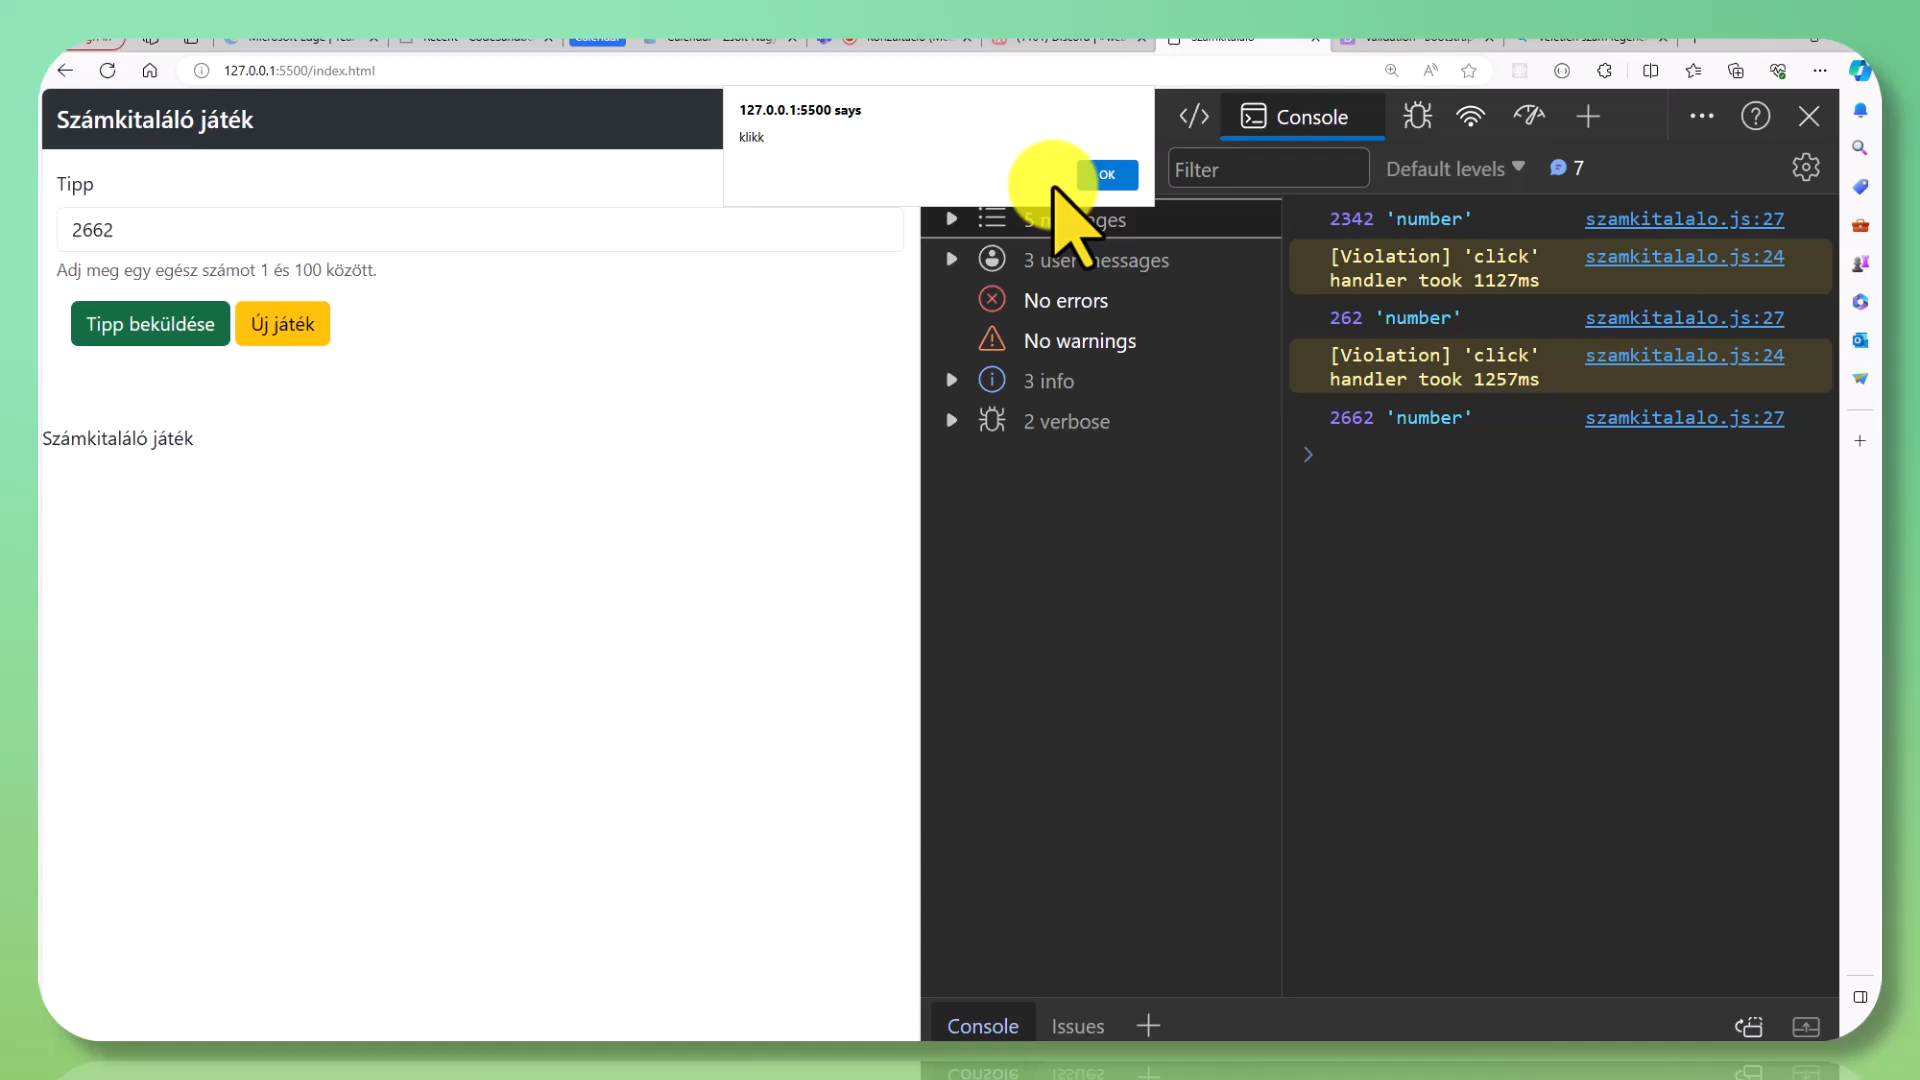 127.0.0.1:5500/index.html
Számkitaláló játék
127.0.0.1:5500 says
klikk
OK
Tipp
2662
Adj meg egy egész számot 1 és 100 között.
Tipp beküldése
Új játék
Számkitaláló játék
Console
Filter
Default levels
7
3 user messages
No errors
No warnings
3 info
2 verbose
2342 'number' szamkitalalo.js:27
[Violation] 'click' szamkitalalo.js:24
handler took 1127ms
262 'number' szamkitalalo.js:27
[Violation] 'click' szamkitalalo.js:24
handler took 1257ms
2662 'number' szamkitalalo.js:27
Console
Issues